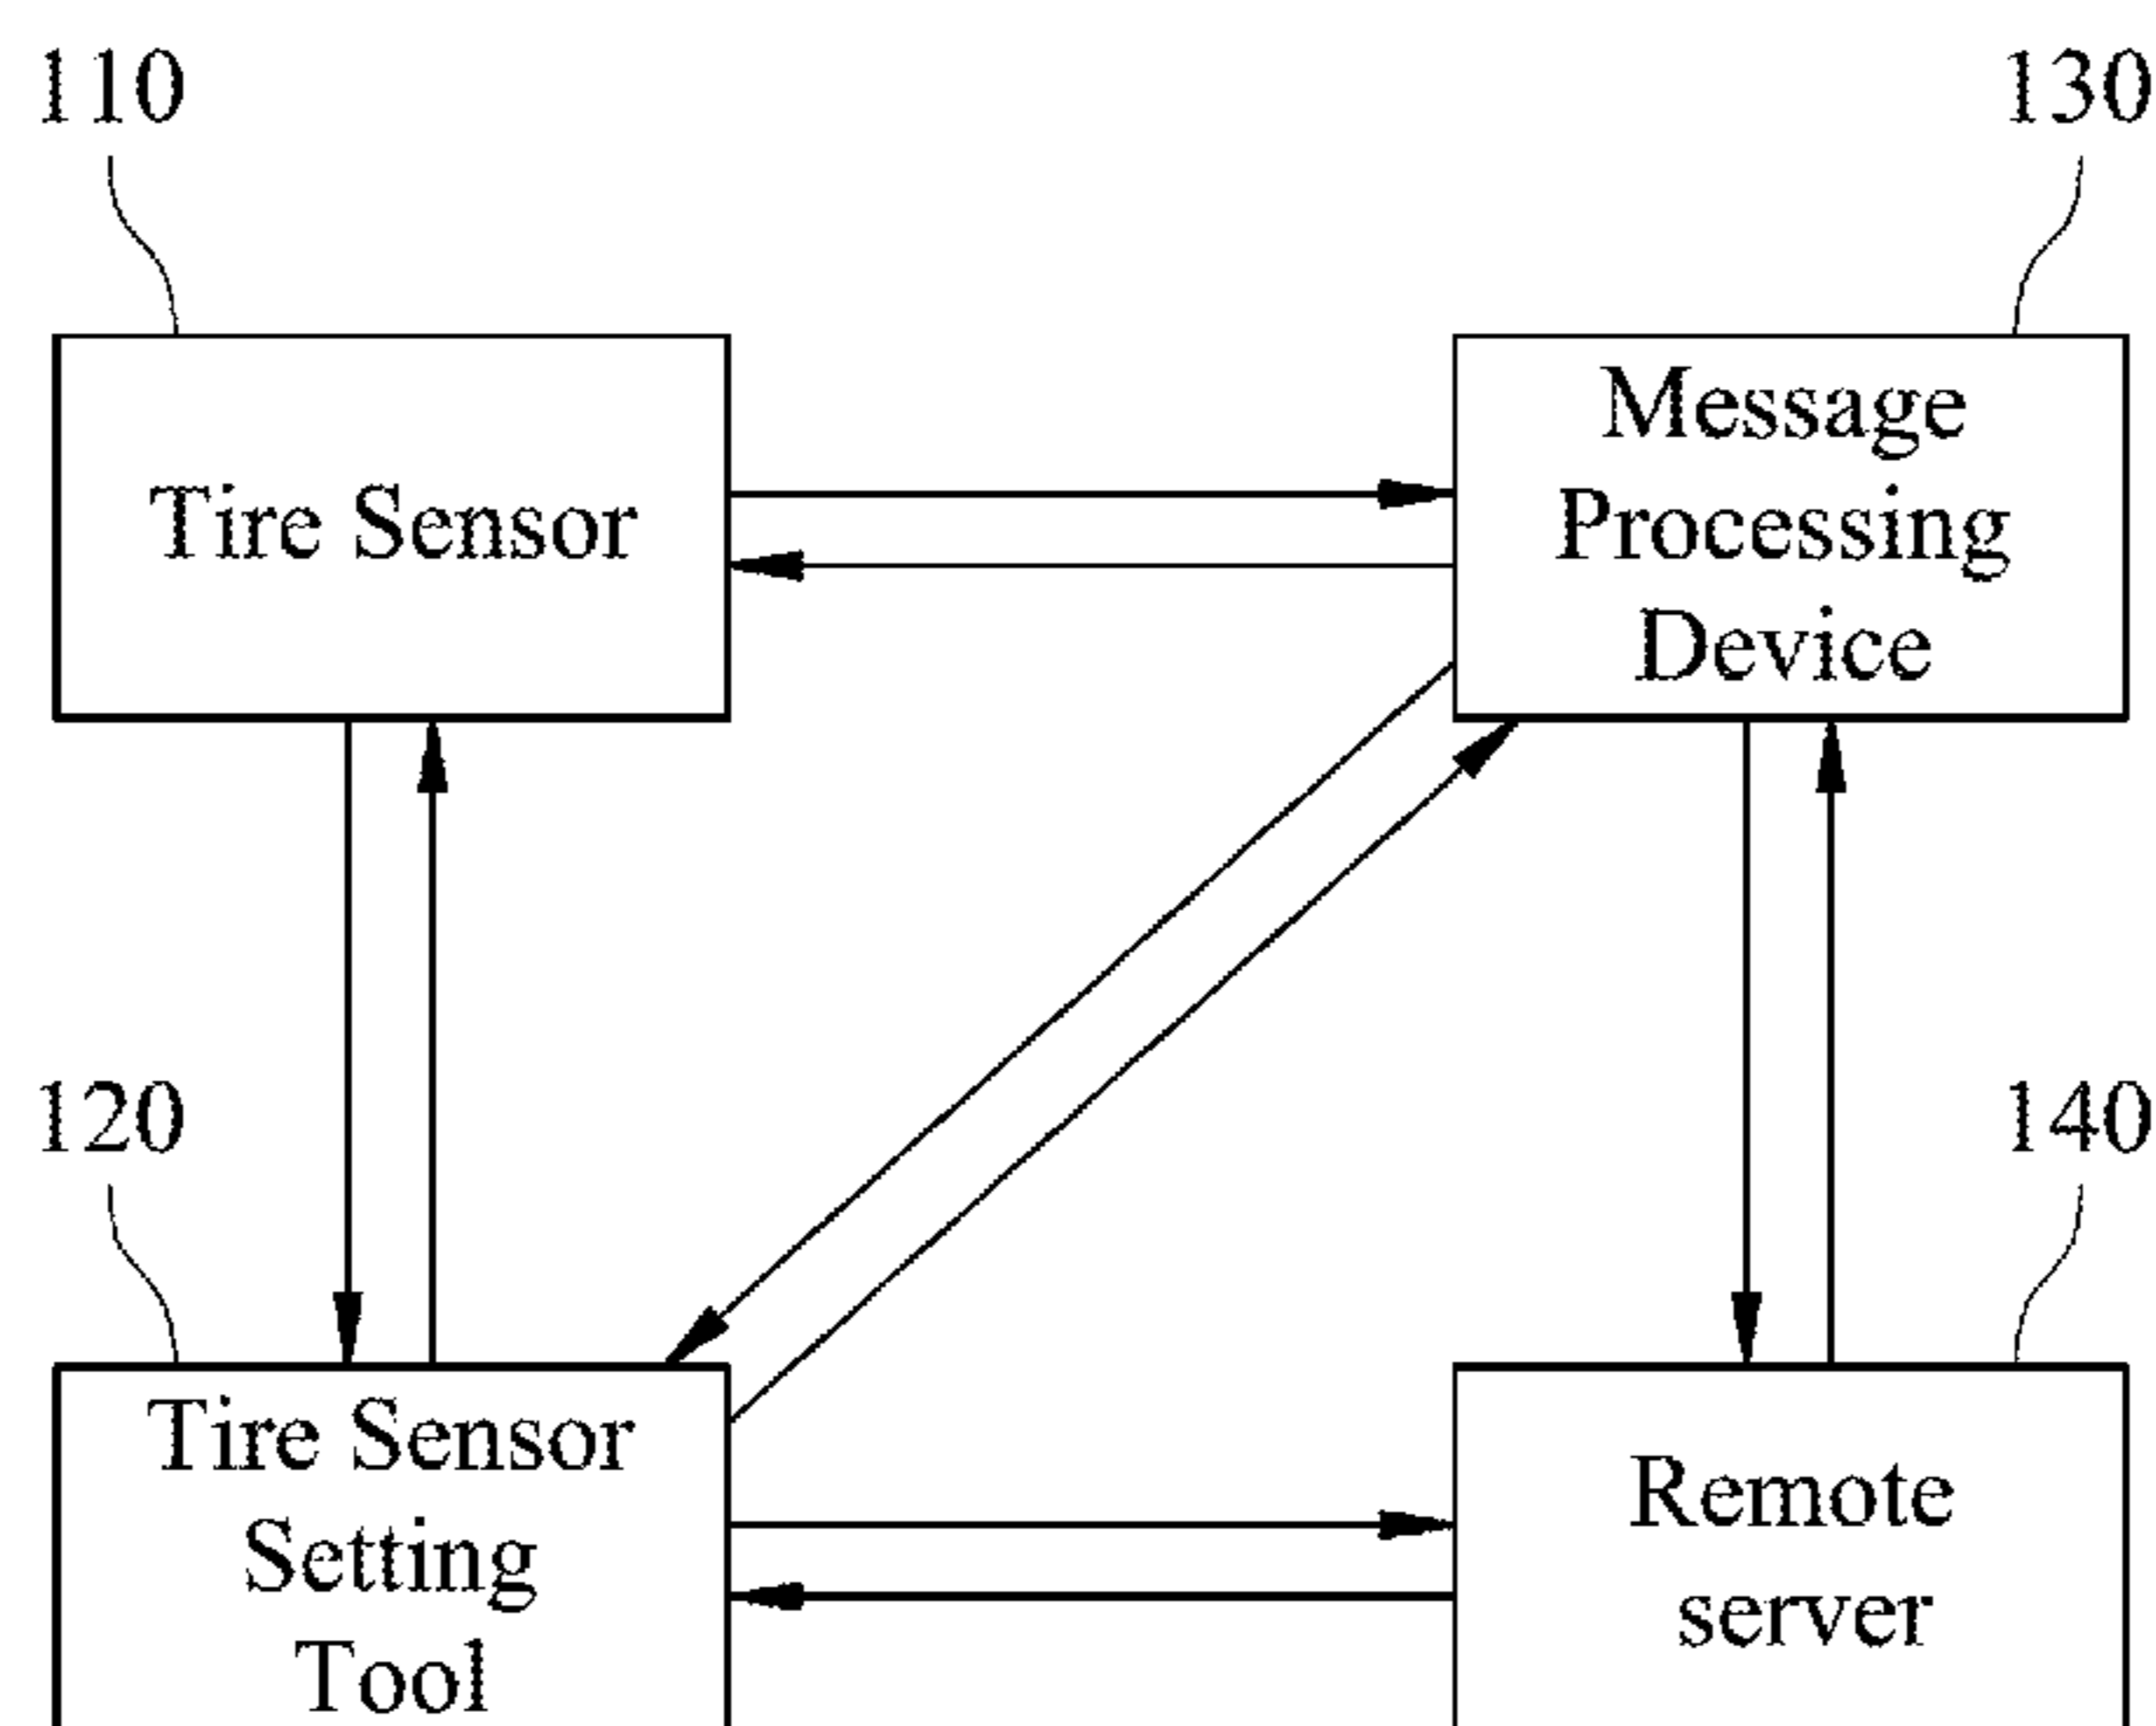 110
130
Tire Sensor
Message
Processing
Device
120
140
Tire Sensor
Setting
Tool
Remote
server